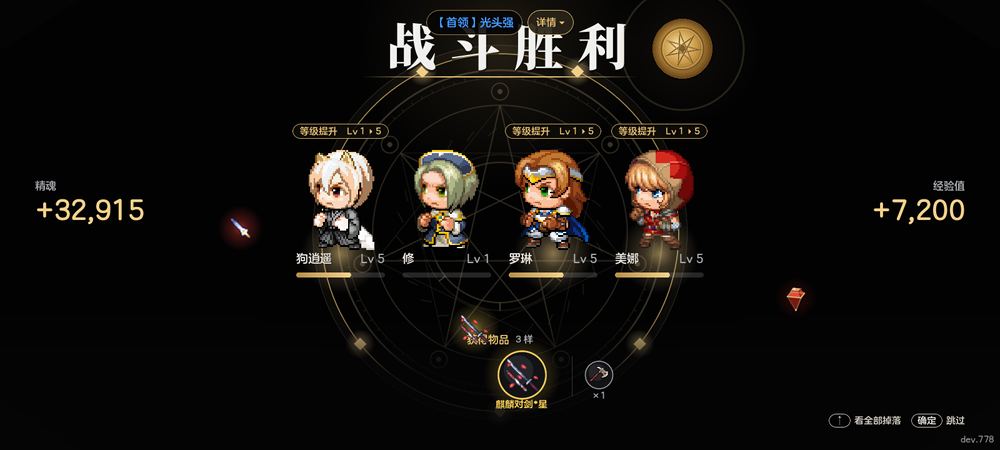 【首领】光头强
详情
战斗胜利
等级提升 Lv 1 ▸ 5
等级提升 Lv 1 ▸ 5
等级提升 Lv 1 ▸ 5
精魂
+32,915
经验值
+7,200
狗逍遥 Lv 5
修 Lv 1
罗琳 Lv 5
美娜 Lv 5
获得物品 3 样
麒麟对剑*星
×1
↑ 看全部掉落 确定 跳过
dev.778